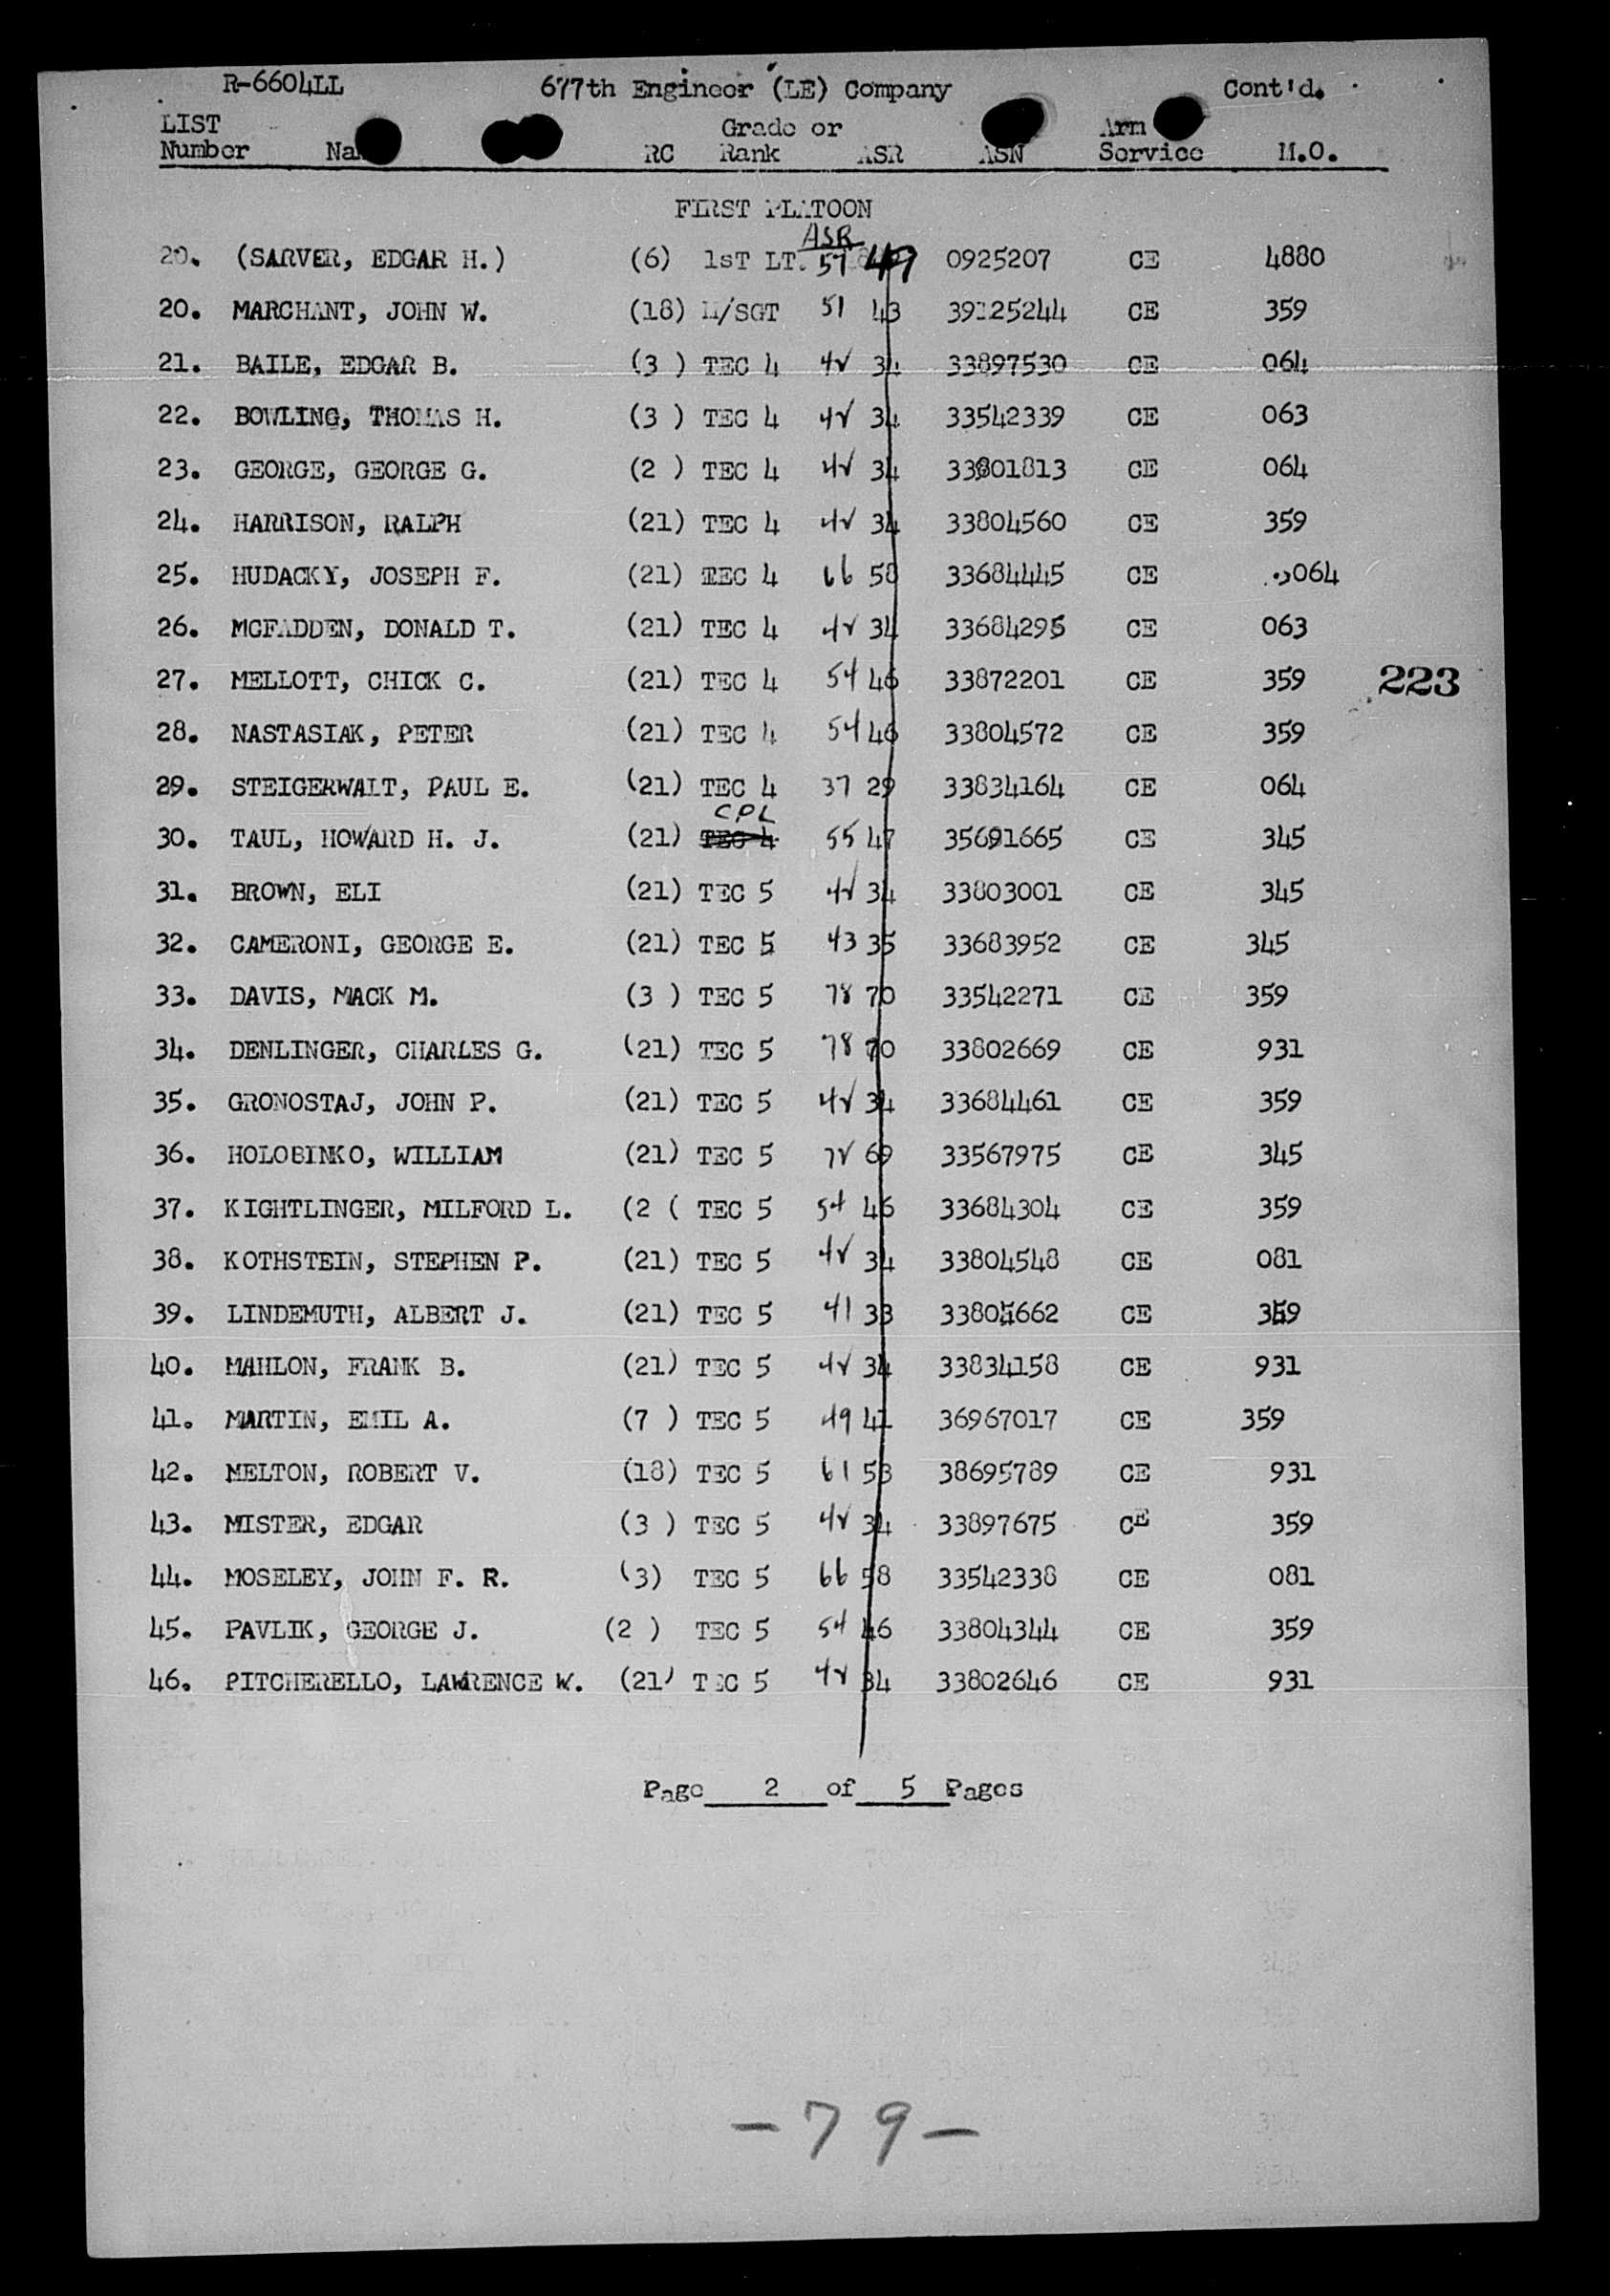 R-6604LL 677th Engineer (LE) Company Cont'd.
LIST Grade or Arm
Number Na RC Rank ASR ASN Service M.O.
FIRST PLATOON
ASR
20. (SARVER, EDGAR H.) (6) 1sT LT. 57 49 0925207 CE 4880
20. MARCHANT, JOHN W. (18) M/SGT 51 43 39125244 CE 359
21. BAILE, EDGAR B. (3 ) TEC 4 42 34 33897530 CE 064
22. BOWLING, THOMAS H. (3 ) TEC 4 42 34 33542339 CE 063
23. GEORGE, GEORGE G. (2 ) TEC 4 42 34 33801813 CE 064
24. HARRISON, RALPH (21) TEC 4 42 34 33804560 CE 359
25. HUDACKY, JOSEPH F. (21) TEC 4 66 58 33684445 CE 064
26. MCFADDEN, DONALD T. (21) TEC 4 42 34 33684295 CE 063
27. MELLOTT, CHICK C. (21) TEC 4 54 46 33872201 CE 359 223
28. NASTASIAK, PETER (21) TEC 4 54 46 33804572 CE 359
29. STEIGERWALT, PAUL E. (21) TEC 4 37 29 33834164 CE 064
CPL
30. TAUL, HOWARD H. J. (21) TEC 4 55 47 35691665 CE 345
31. BROWN, ELI (21) TEC 5 42 34 33803001 CE 345
32. CAMERONI, GEORGE E. (21) TEC 5 43 35 33683952 CE 345
33. DAVIS, MACK M. (3 ) TEC 5 78 70 33542271 CE 359
34. DENLINGER, CHARLES G. (21) TEC 5 78 70 33802669 CE 931
35. GRONOSTAJ, JOHN P. (21) TEC 5 42 34 33684461 CE 359
36. HOLOBINKO, WILLIAM (21) TEC 5 69 33567975 CE 345
37. KIGHTLINGER, MILFORD L. (2 ( TEC 5 54 46 33684304 CE 359
38. KOTHSTEIN, STEPHEN P. (21) TEC 5 42 34 33804548 CE 081
39. LINDEMUTH, ALBERT J. (21) TEC 5 41 33 33805662 CE 359
40. MAHLON, FRANK B. (21) TEC 5 42 34 33834158 CE 931
41. MARTIN, EMIL A. (7 ) TEC 5 49 41 36967017 CE 359
42. MELTON, ROBERT V. (18) TEC 5 61 53 38695789 CE 931
43. MISTER, EDGAR (3 ) TEC 5 42 34 33897675 CE 359
44. MOSELEY, JOHN F. R. (3) TEC 5 66 58 33542338 CE 081
45. PAVLIK, GEORGE J. (2 ) TEC 5 54 46 33804344 CE 359
46. PITCHERELLO, LAWRENCE W. (21) TEC 5 42 34 33802646 CE 931
Page 2 of 5 Pages
-79-